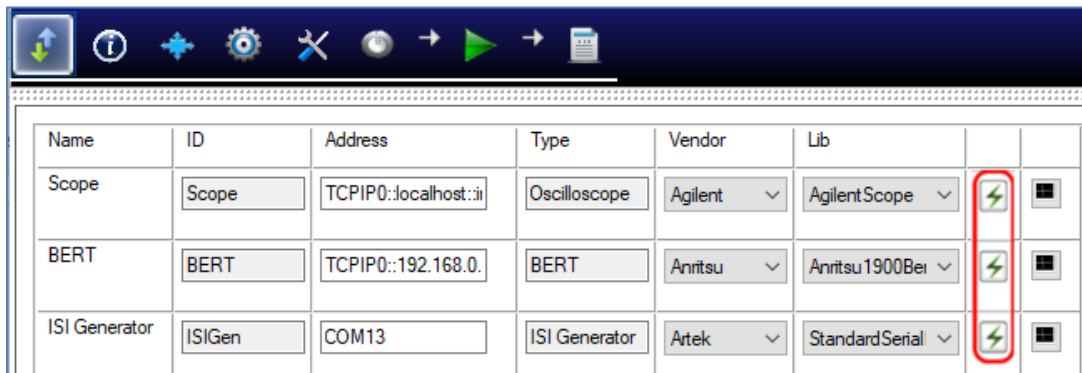 Name ID Address Type Vendor Lib
Scope Scope TCPIP0::localhost::i Oscilloscope Agilent AgilentScope
BERT BERT TCPIP0::192.168.0. BERT Anritsu Anritsu1900Ber
ISI Generator ISIGen COM13 ISI Generator Artek StandardSerial